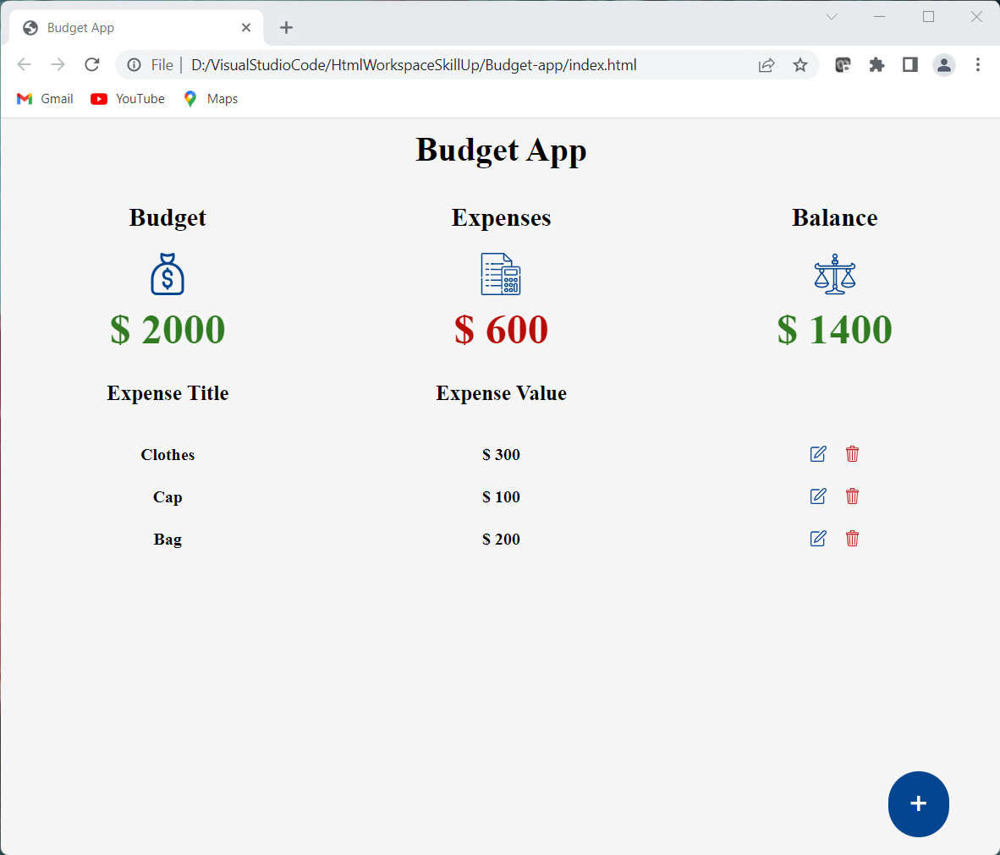 Budget App
File | D:/VisualStudioCode/HtmlWorkspaceSkillUp/Budget-app/index.html
Gmail YouTube Maps
Budget App
Budget Expenses Balance
$ 2000 $ 600 $ 1400
Expense Title Expense Value
Clothes $ 300
Cap $ 100
Bag $ 200
+